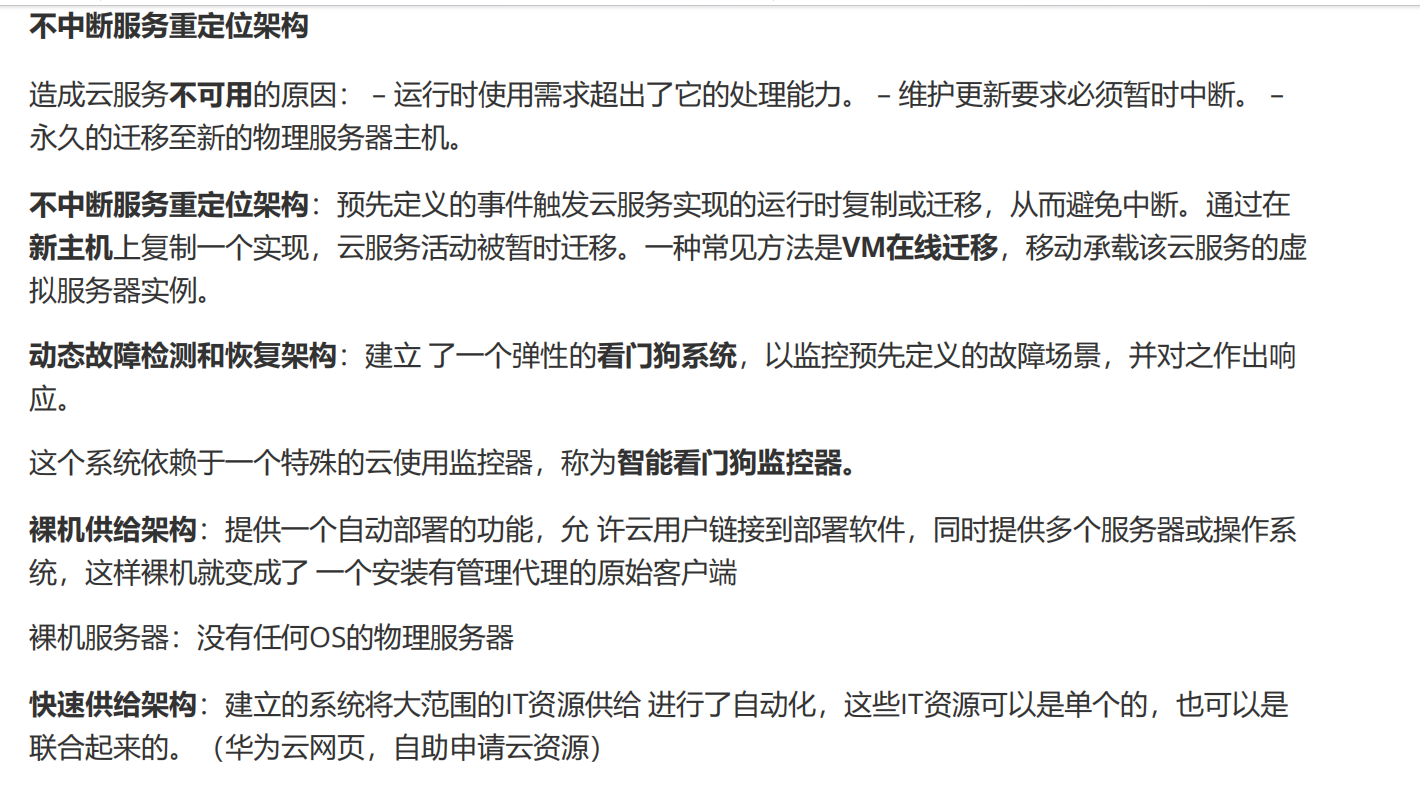 不中断服务重定位架构
造成云服务不可用的原因： – 运行时使用需求超出了它的处理能力。 – 维护更新要求必须暂时中断。 –
永久的迁移至新的物理服务器主机。
不中断服务重定位架构：预先定义的事件触发云服务实现的运行时复制或迁移，从而避免中断。通过在
新主机上复制一个实现，云服务活动被暂时迁移。一种常见方法是VM在线迁移，移动承载该云服务的虚
拟服务器实例。
动态故障检测和恢复架构：建立 了一个弹性的看门狗系统，以监控预先定义的故障场景，并对之作出响
应。
这个系统依赖于一个特殊的云使用监控器，称为智能看门狗监控器。
裸机供给架构：提供一个自动部署的功能，允 许云用户链接到部署软件，同时提供多个服务器或操作系
统，这样裸机就变成了 一个安装有管理代理的原始客户端
裸机服务器：没有任何OS的物理服务器
快速供给架构：建立的系统将大范围的IT资源供给 进行了自动化，这些IT资源可以是单个的，也可以是
联合起来的。（华为云网页，自助申请云资源）